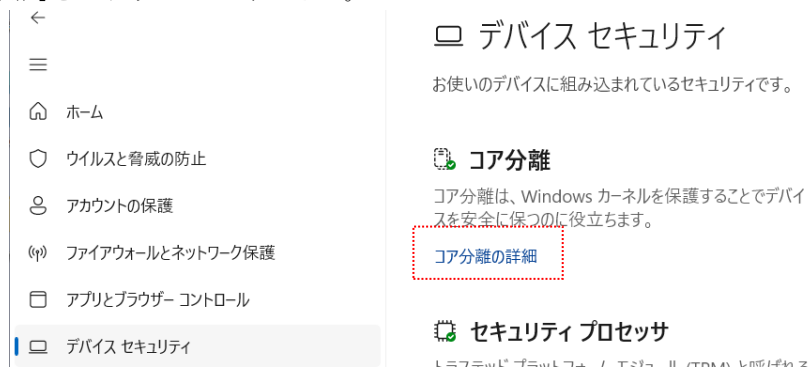 ホーム
ウイルスと脅威の防止
アカウントの保護
ファイアウォールとネットワーク保護
アプリとブラウザー コントロール
デバイス セキュリティ
デバイス セキュリティ
お使いのデバイスに組み込まれているセキュリティです。
コア分離
コア分離は、Windows カーネルを保護することでデバイ
スを安全に保つのに役立ちます。
コア分離の詳細
セキュリティ プロセッサ